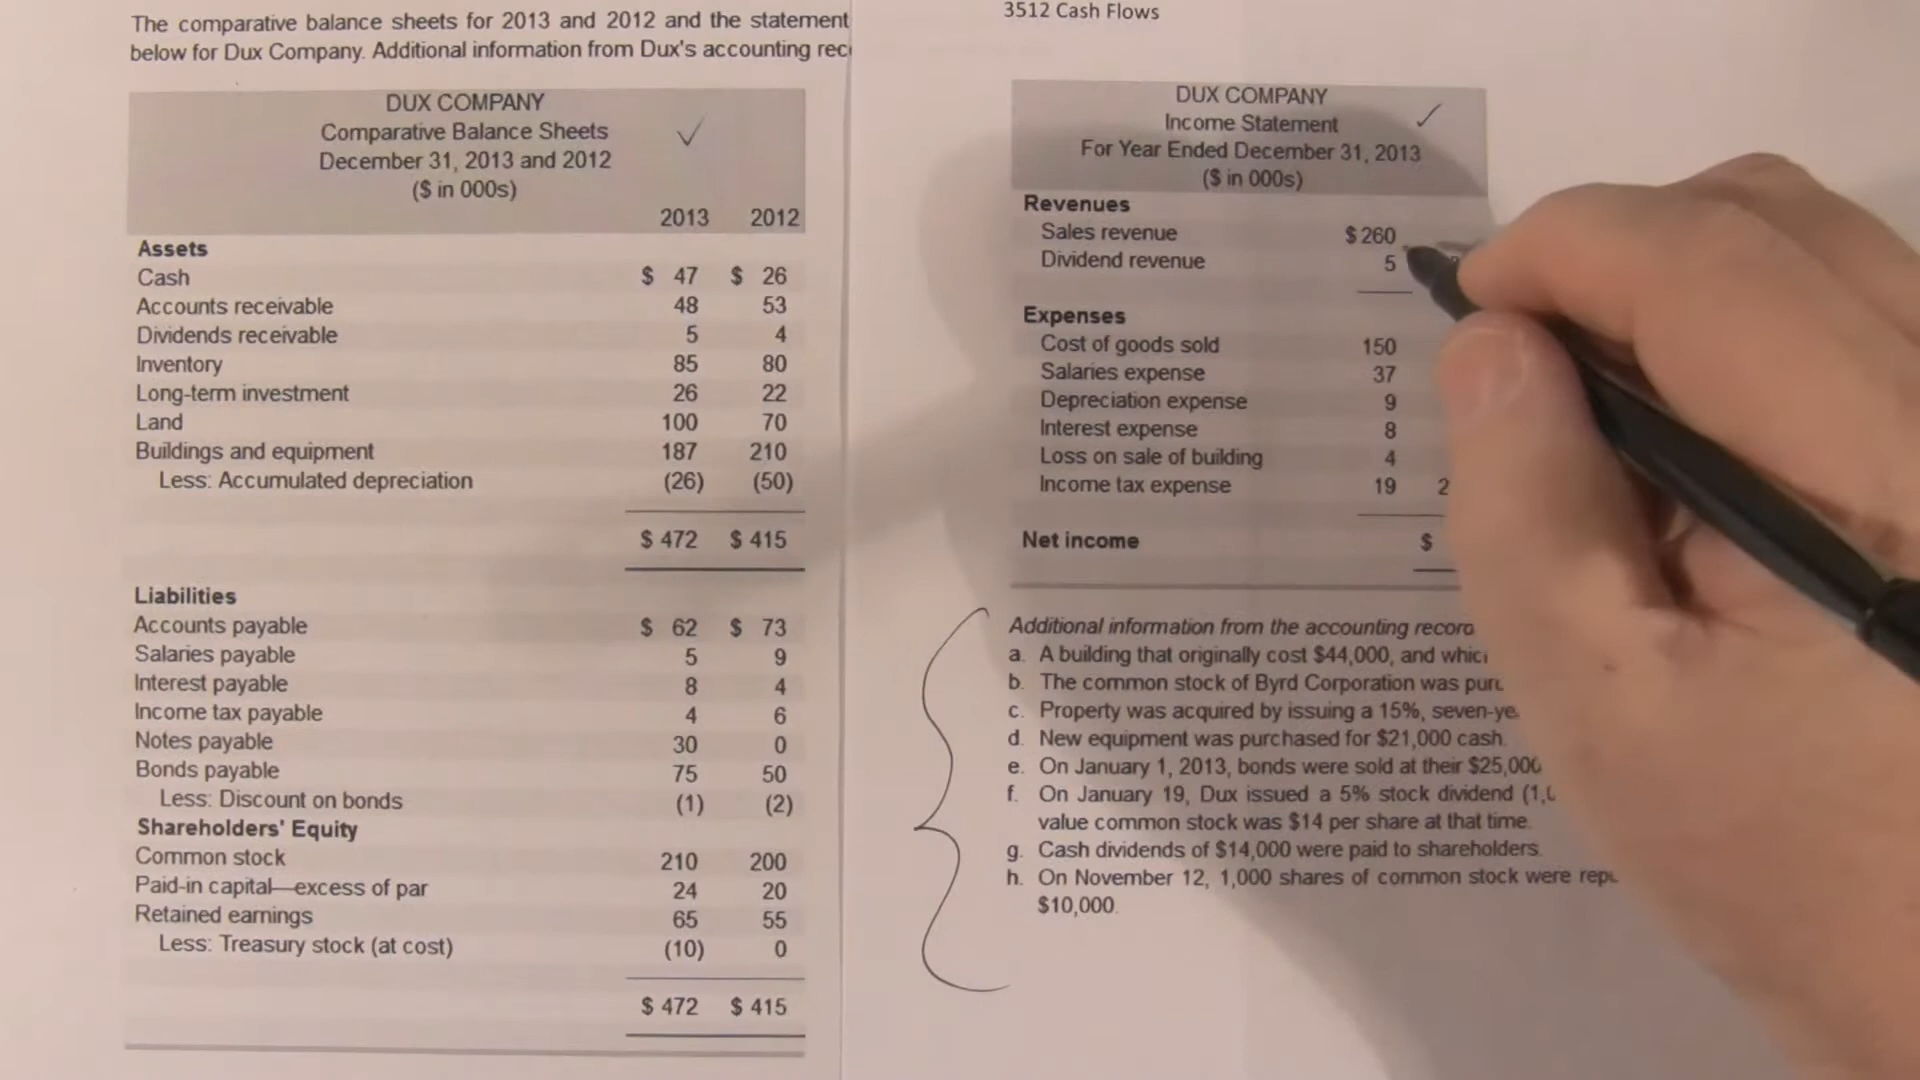 The comparative balance sheets for 2013 and 2012 and the statement
below for Dux Company. Additional information from Dux's accounting
DUX COMPANY
Comparative Balance Sheets
December 31, 2013 and 2012
($ in 000s)
2013 2012
Assets
Cash $ 47 $ 26
Accounts receivable 48 53
Dividends receivable 5 4
Inventory 85 80
Long-term investment 26 22
Land 100 70
Buildings and equipment 187 210
Less: Accumulated depreciation (26) (50)
$ 472 $ 415
Liabilities
Accounts payable $ 62 $ 73
Salaries payable 5 9
Interest payable 8 4
Income tax payable 4 6
Notes payable 30 0
Bonds payable 75 50
Less: Discount on bonds (1) (2)
Shareholders' Equity
Common stock 210 200
Paid-in capital—excess of par 24 20
Retained earnings 65 55
Less: Treasury stock (at cost) (10) 0
$ 472 $ 415
3512 Cash Flows
DUX COMPANY
Income Statement
For Year Ended December 31, 2013
($ in 000s)
Revenues
Sales revenue $ 260
Dividend revenue 5
Expenses
Cost of goods sold 150
Salaries expense 37
Depreciation expense 9
Interest expense 8
Loss on sale of building 4
Income tax expense 19 2
Net income $
Additional information from the accounting
a. A building that originally cost $44,000, and
b. The common stock of Byrd Corporation was
c. Property was acquired by issuing a 15%,
d. New equipment was purchased for $21,000 cash.
e. On January 1, 2013, bonds were sold at their
f. On January 19, Dux issued a 5% stock dividend
value common stock was $14 per share at that time.
g. Cash dividends of $14,000 were paid to shareholders.
h. On November 12, 1,000 shares of common stock were
$10,000.